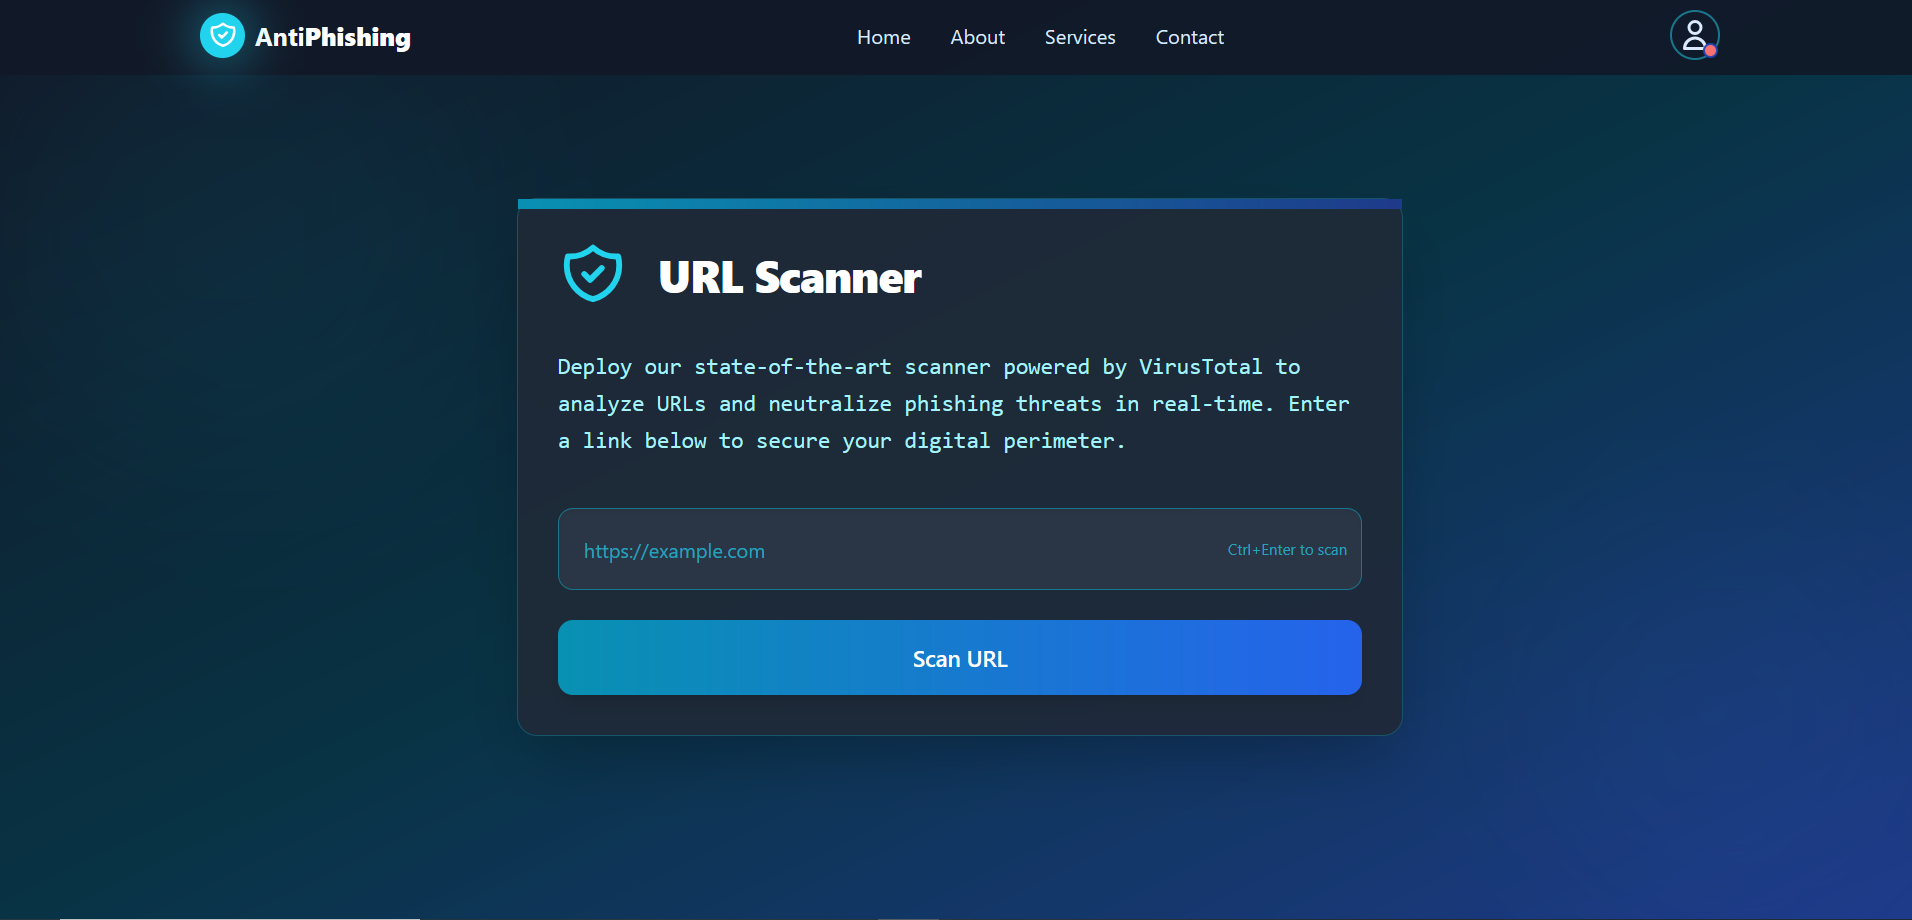 AntiPhishing
Home
About
Services
Contact
URL Scanner
Deploy our state-of-the-art scanner powered by VirusTotal to
analyze URLs and neutralize phishing threats in real-time. Enter
a link below to secure your digital perimeter.
https://example.com
Ctrl+Enter to scan
Scan URL